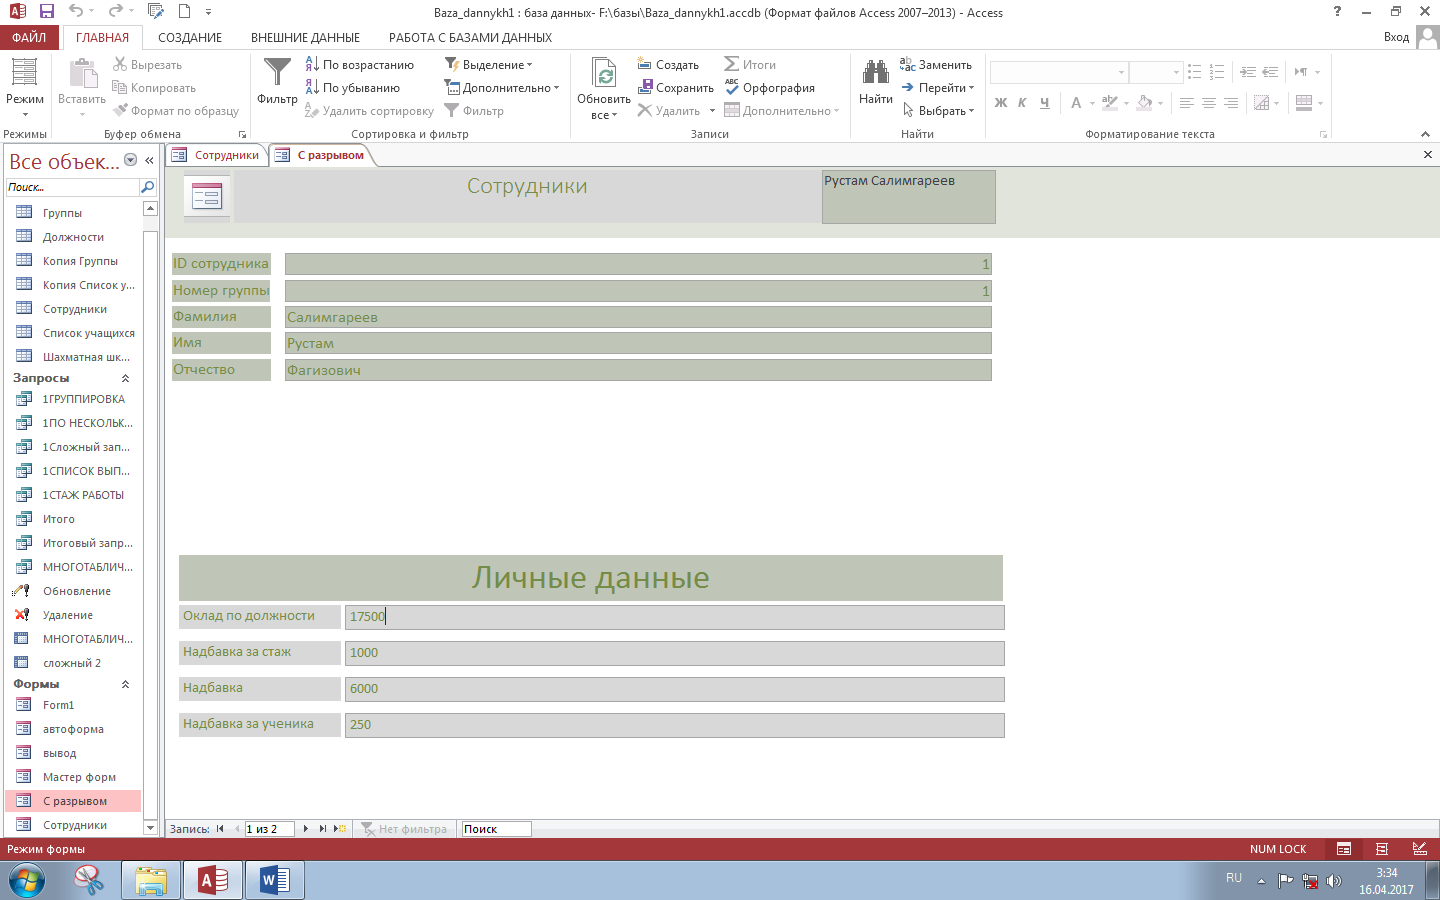 Baza_dannykh1 : база данных- F:\базы\Baza_dannykh1.accdb (Формат файлов Access 2007–2013) - Access
ФАЙЛ ГЛАВНАЯ СОЗДАНИЕ ВНЕШНИЕ ДАННЫЕ РАБОТА С БАЗАМИ ДАННЫХ Вход
Режим
Режимы
Вставить
Вырезать
Копировать
Формат по образцу
Буфер обмена
Фильтр
По возрастанию
По убыванию
Удалить сортировку
Выделение
Дополнительно
Фильтр
Сортировка и фильтр
Обновить
все
Создать
Сохранить
Удалить
Итоги
Орфография
Дополнительно
Записи
Найти
Заменить
Перейти
Выбрать
Найти
Ж К Ч
Форматирование текста
Все объек...
Поиск...
Группы
Должности
Копия Группы
Копия Список у...
Сотрудники
Список учащихся
Шахматная шк...
Запросы
1ГРУППИРОВКА
1ПО НЕСКОЛЬК...
1Сложный зап...
1СПИСОК ВЫП...
1СТАЖ РАБОТЫ
Итого
Итоговый запр...
МНОГОТАБЛИЧ...
Обновление
Удаление
МНОГОТАБЛИЧ...
сложный 2
Формы
Form1
автоформа
вывод
Мастер форм
С разрывом
Сотрудники
Сотрудники С разрывом
Сотрудники
Рустам Салимгареев
ID сотрудника 1
Номер группы 1
Фамилия Салимгареев
Имя Рустам
Отчество Фагизович
Личные данные
Оклад по должности 17500
Надбавка за стаж 1000
Надбавка 6000
Надбавка за ученика 250
Запись: 1 из 2 Нет фильтра Поиск
Режим формы NUM LOCK
RU 3:34
16.04.2017